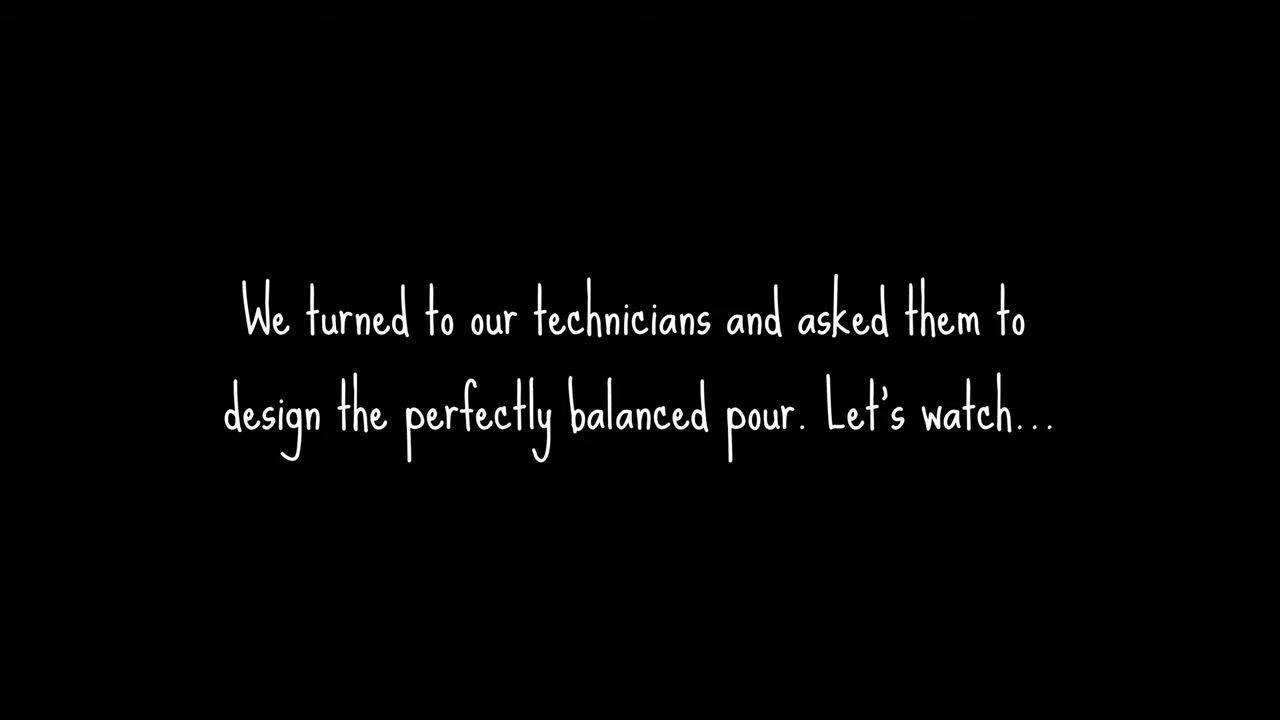 We turned to our technicians and asked them to
design the perfectly balanced pour. Let's watch...